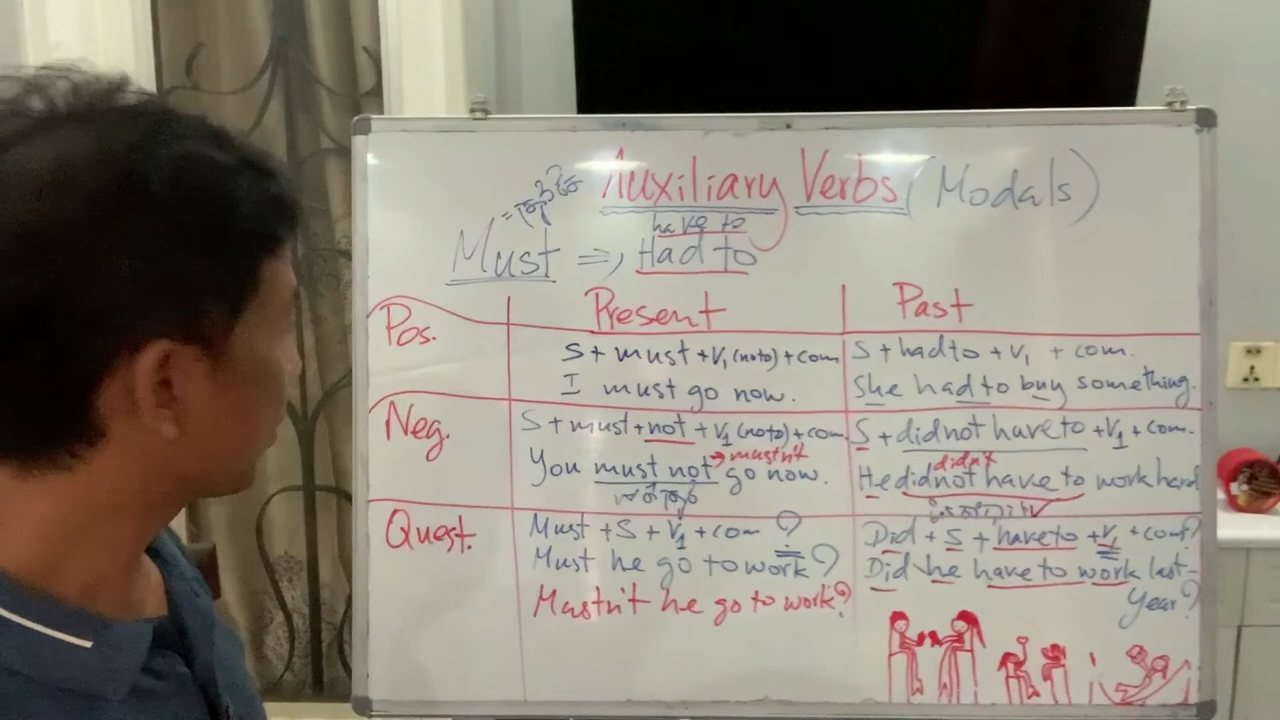 Auxiliary Verbs (Modals)
have to
Must => Had to
Present
Past
Pos.
S + must + V1 (no to) + com
I must go now.
S + had to + V1 + com.
She had to buy something.
Neg.
S + must + not + V1 (no to) + com
→ mustn't
You must not go now.
S + did not have to + V1 + com.
didn't
He did not have to work hard
Quest.
Must + S + V1 + com ?
Must he go to work?
Mustn't he go to work?
Did + S + have to + V1 + com?
Did he have to work last
Year?